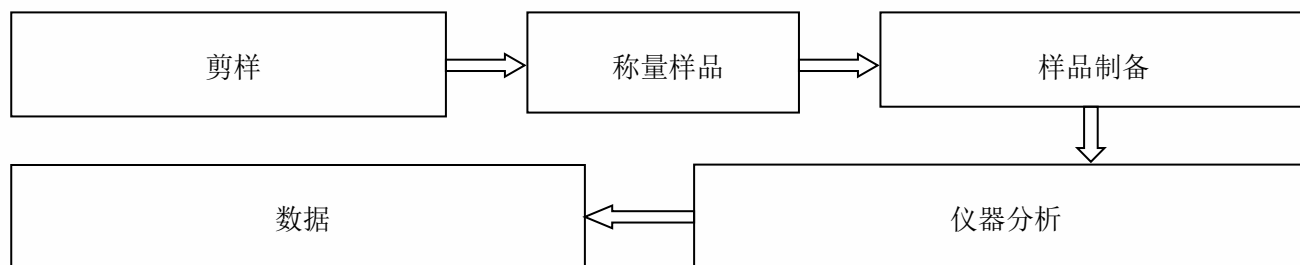 剪样
称量样品
样品制备
仪器分析
数据